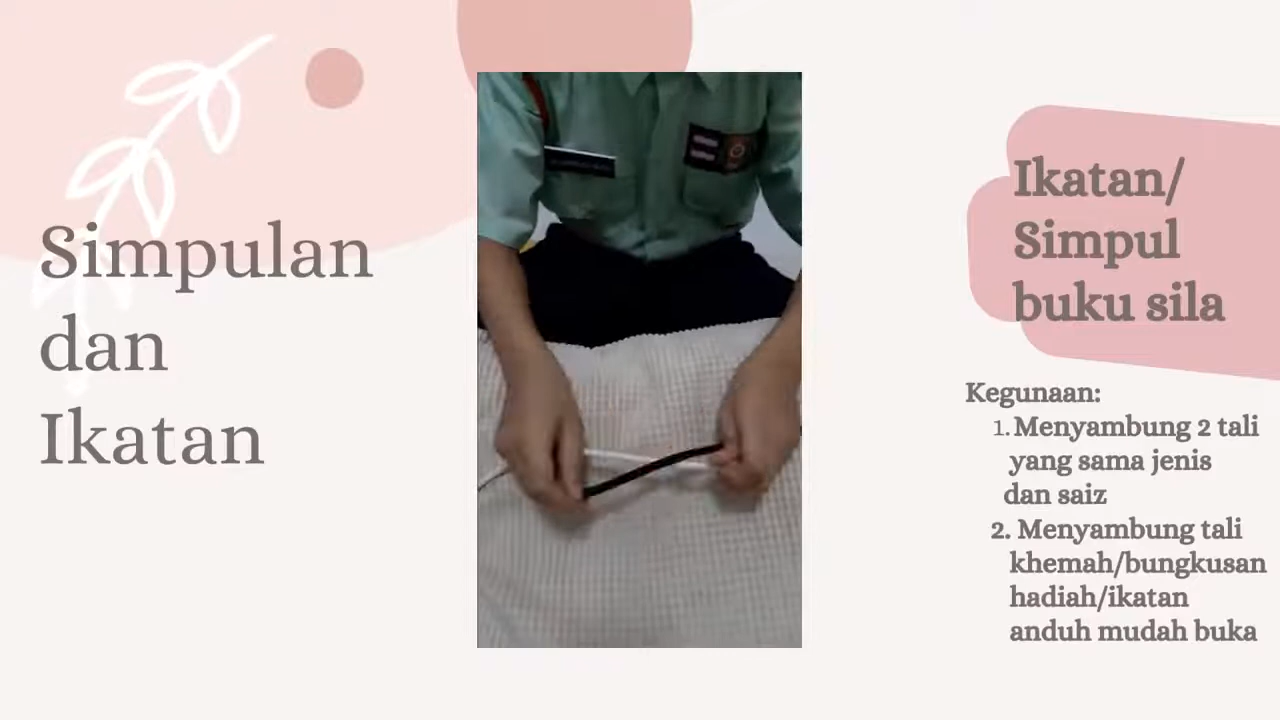 Simpulan
dan
Ikatan
Ikatan/
Simpul
buku sila
Kegunaan:
1. Menyambung 2 tali
yang sama jenis
dan saiz
2. Menyambung tali
khemah/bungkusan
hadiah/ikatan
anduh mudah buka